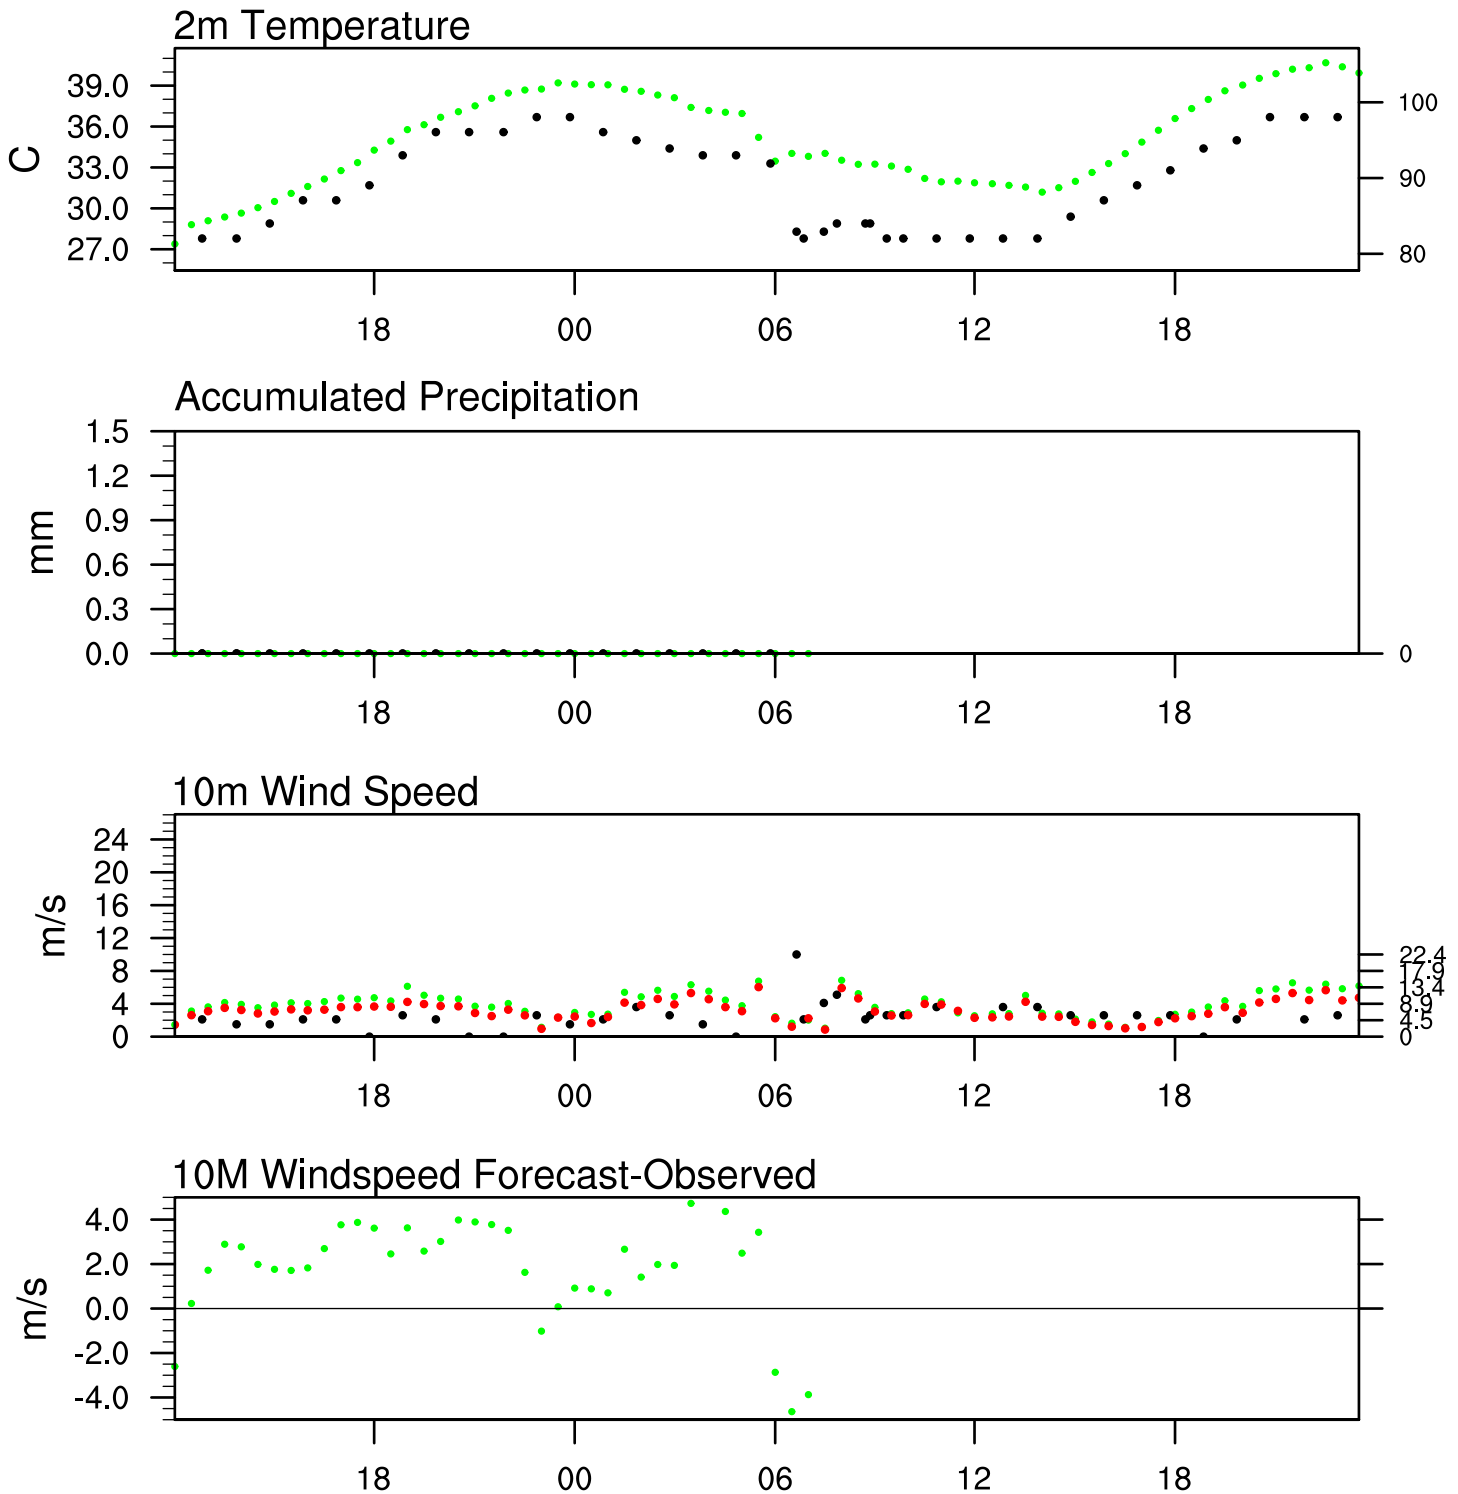 2m Temperature
39.0
36.0
33.0
30.0
27.0
C
100
90
80
18 00 06 12 18
Accumulated Precipitation
1.5
1.2
0.9
0.6
0.3
0.0
mm
0
18 00 06 12 18
10m Wind Speed
24
20
16
12
8
4
0
m/s
22.4
17.9
13.4
8.9
4.5
0
18 00 06 12 18
10M Windspeed Forecast-Observed
4.0
2.0
0.0
-2.0
-4.0
m/s
18 00 06 12 18